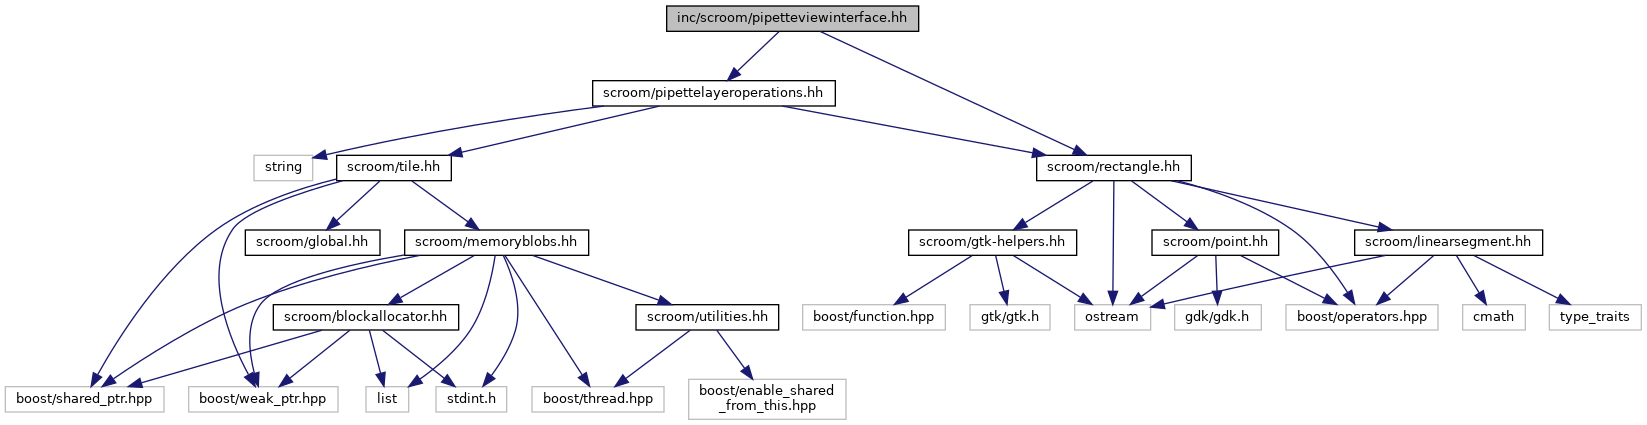 inc/scroom/pipetteviewinterface.hh
scroom/pipettelayeroperations.hh
string
scroom/tile.hh
scroom/rectangle.hh
scroom/global.hh
scroom/memoryblobs.hh
scroom/gtk-helpers.hh
scroom/point.hh
scroom/linearsegment.hh
scroom/blockallocator.hh
scroom/utilities.hh
boost/function.hpp
gtk/gtk.h
ostream
gdk/gdk.h
boost/operators.hpp
cmath
type_traits
boost/shared_ptr.hpp
boost/weak_ptr.hpp
list
stdint.h
boost/thread.hpp
boost/enable_shared
_from_this.hpp